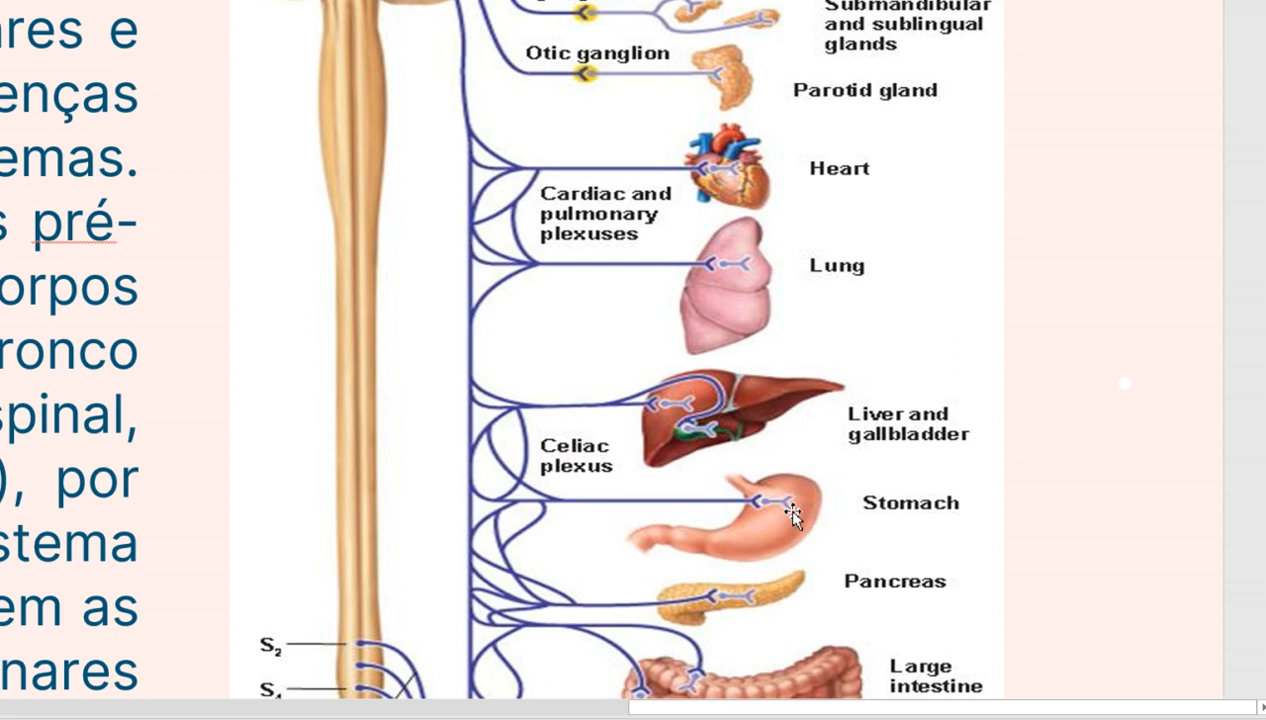 res e
enças
emas.
s pré-
orpos
ronco
spinal,
), por
stema
em as
nares
Submandibular
and sublingual
glands
Otic ganglion
Parotid gland
Heart
Cardiac and
pulmonary
plexuses
Lung
Liver and
gallbladder
Celiac
plexus
Stomach
Pancreas
S₂
S₄
Large
intestine